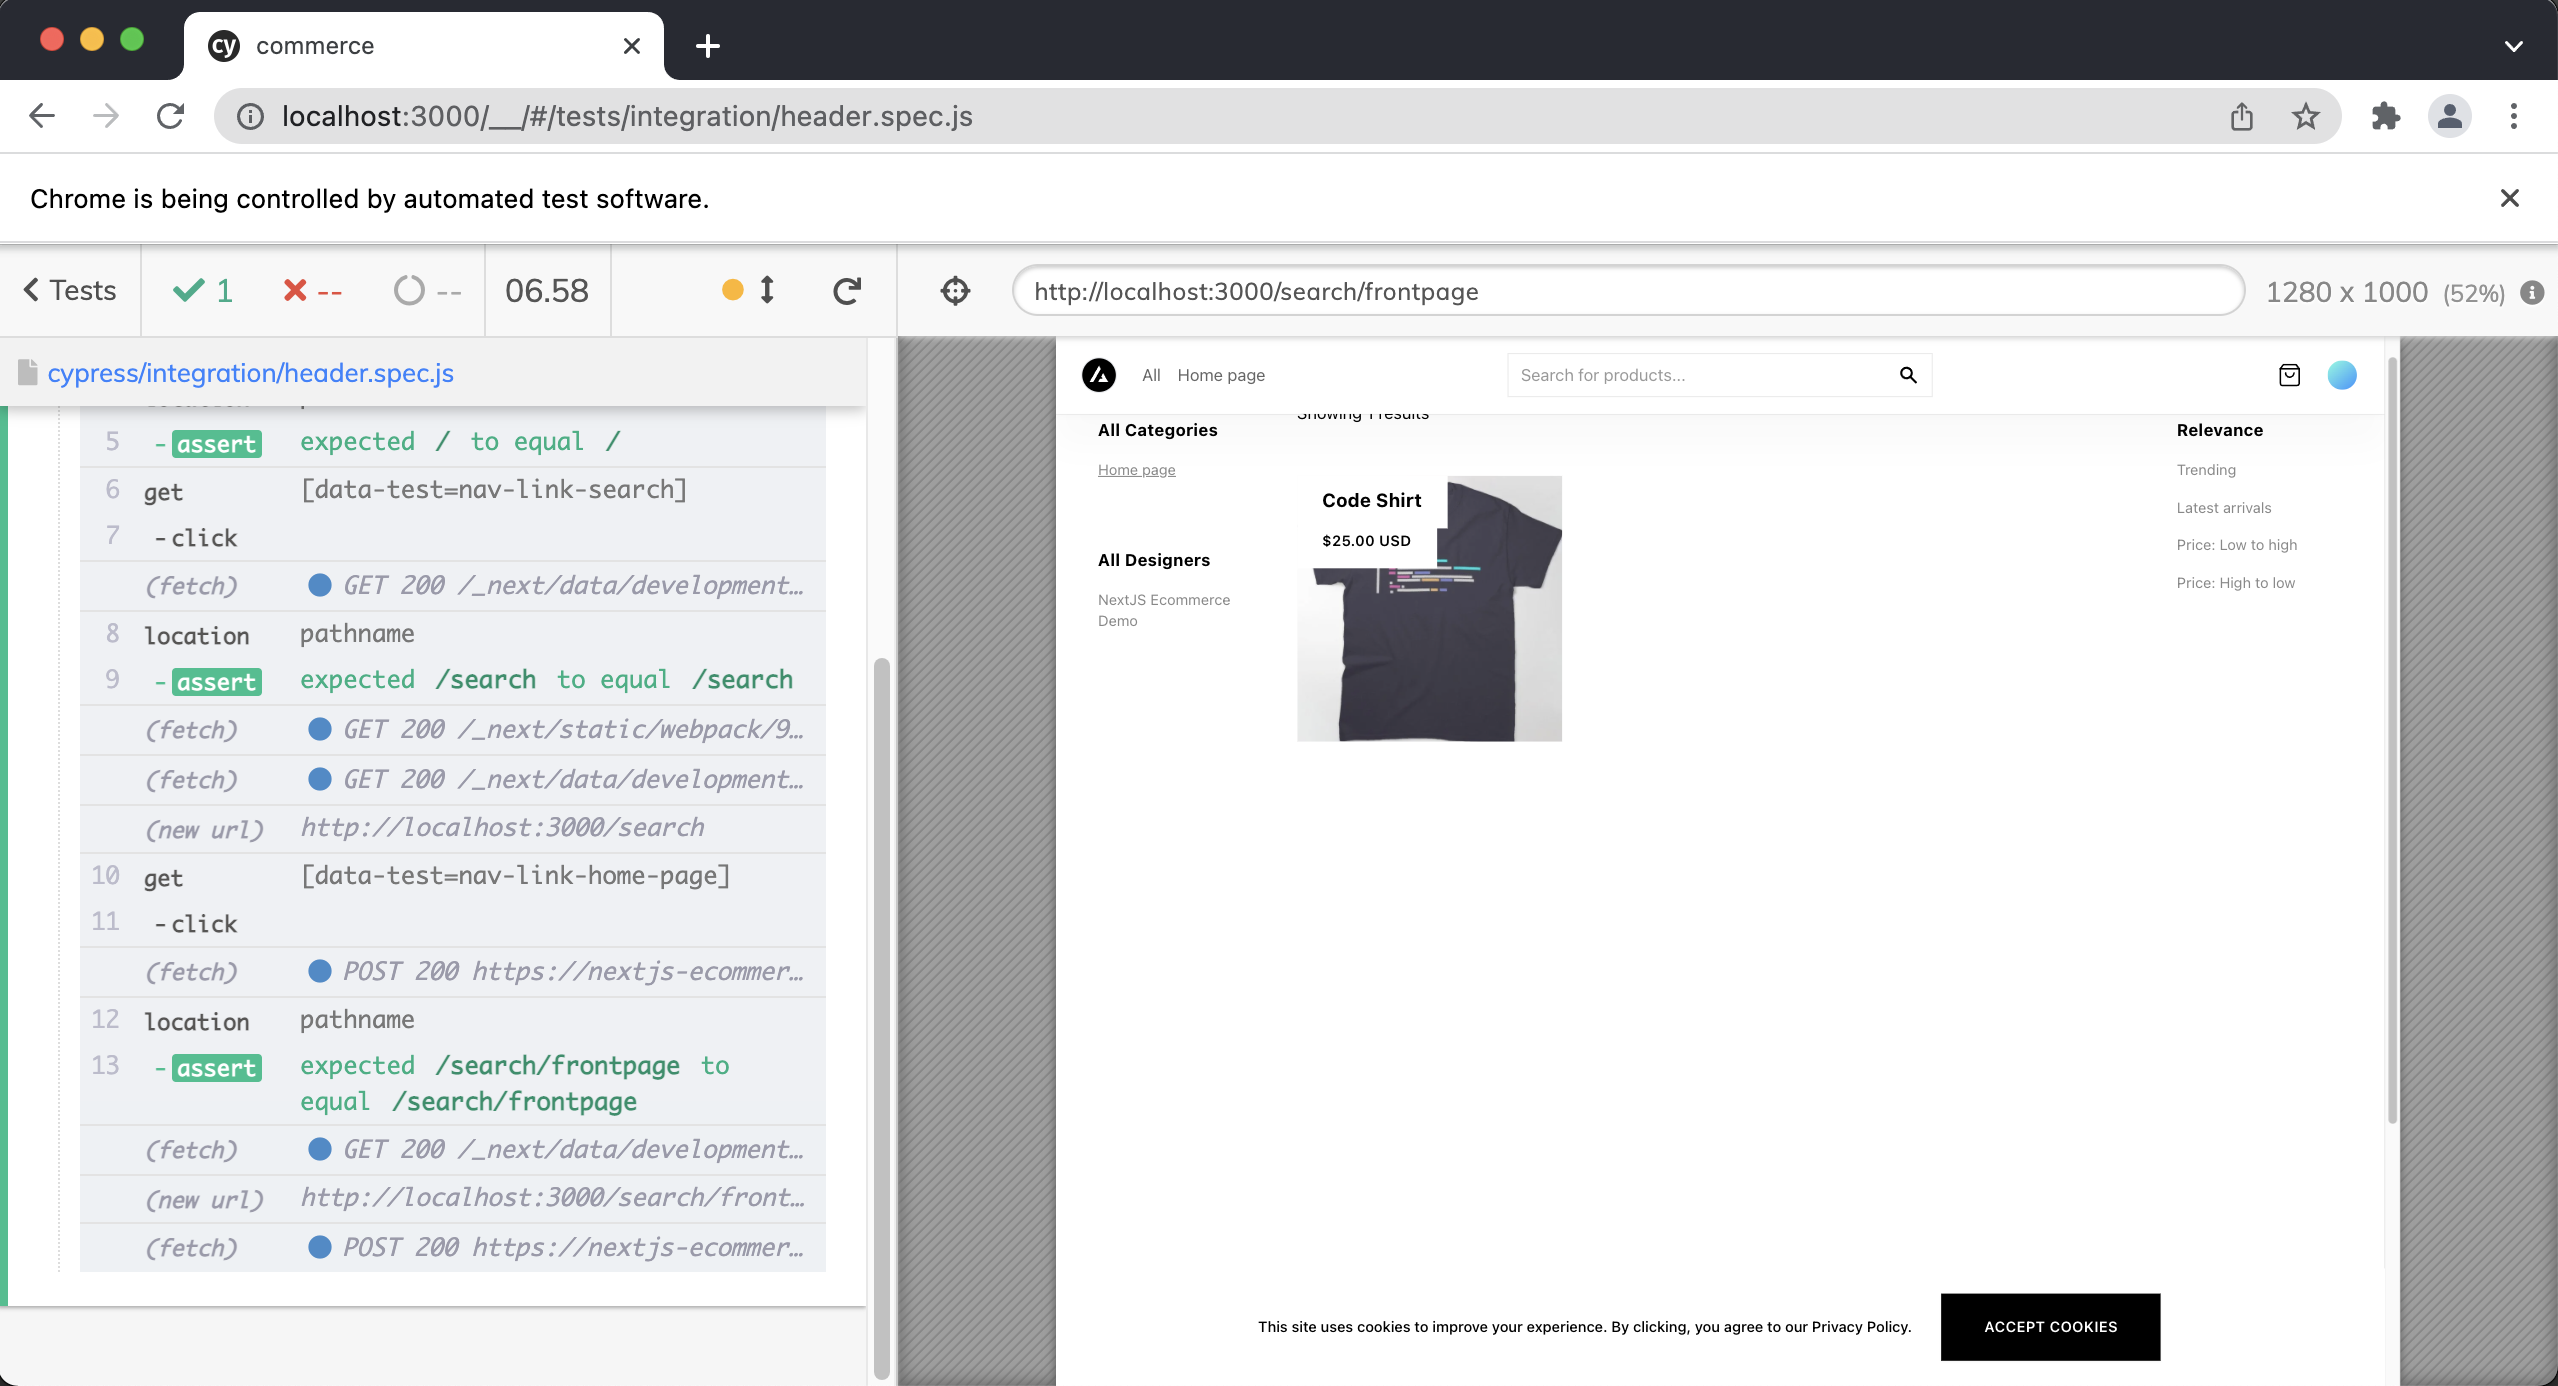 cy commerce
localhost:3000/__/#/tests/integration/header.spec.js
Chrome is being controlled by automated test software.
Tests 1 -- -- 06.58
http://localhost:3000/search/frontpage 1280 x 1000 (52%)
cypress/integration/header.spec.js
5 -assert expected / to equal /
6 get [data-test=nav-link-search]
7 -click
(fetch) GET 200 /_next/data/development…
8 location pathname
9 -assert expected /search to equal /search
(fetch) GET 200 /_next/static/webpack/9…
(fetch) GET 200 /_next/data/development…
(new url) http://localhost:3000/search
10 get [data-test=nav-link-home-page]
11 -click
(fetch) POST 200 https://nextjs-ecommer…
12 location pathname
13 -assert expected /search/frontpage to
equal /search/frontpage
(fetch) GET 200 /_next/data/development…
(new url) http://localhost:3000/search/front…
(fetch) POST 200 https://nextjs-ecommer…
All Home page
Search for products...
Showing 1 results
All Categories
Home page
All Designers
NextJS Ecommerce
Demo
Code Shirt
$25.00 USD
Relevance
Trending
Latest arrivals
Price: Low to high
Price: High to low
This site uses cookies to improve your experience. By clicking, you agree to our Privacy Policy.
ACCEPT COOKIES